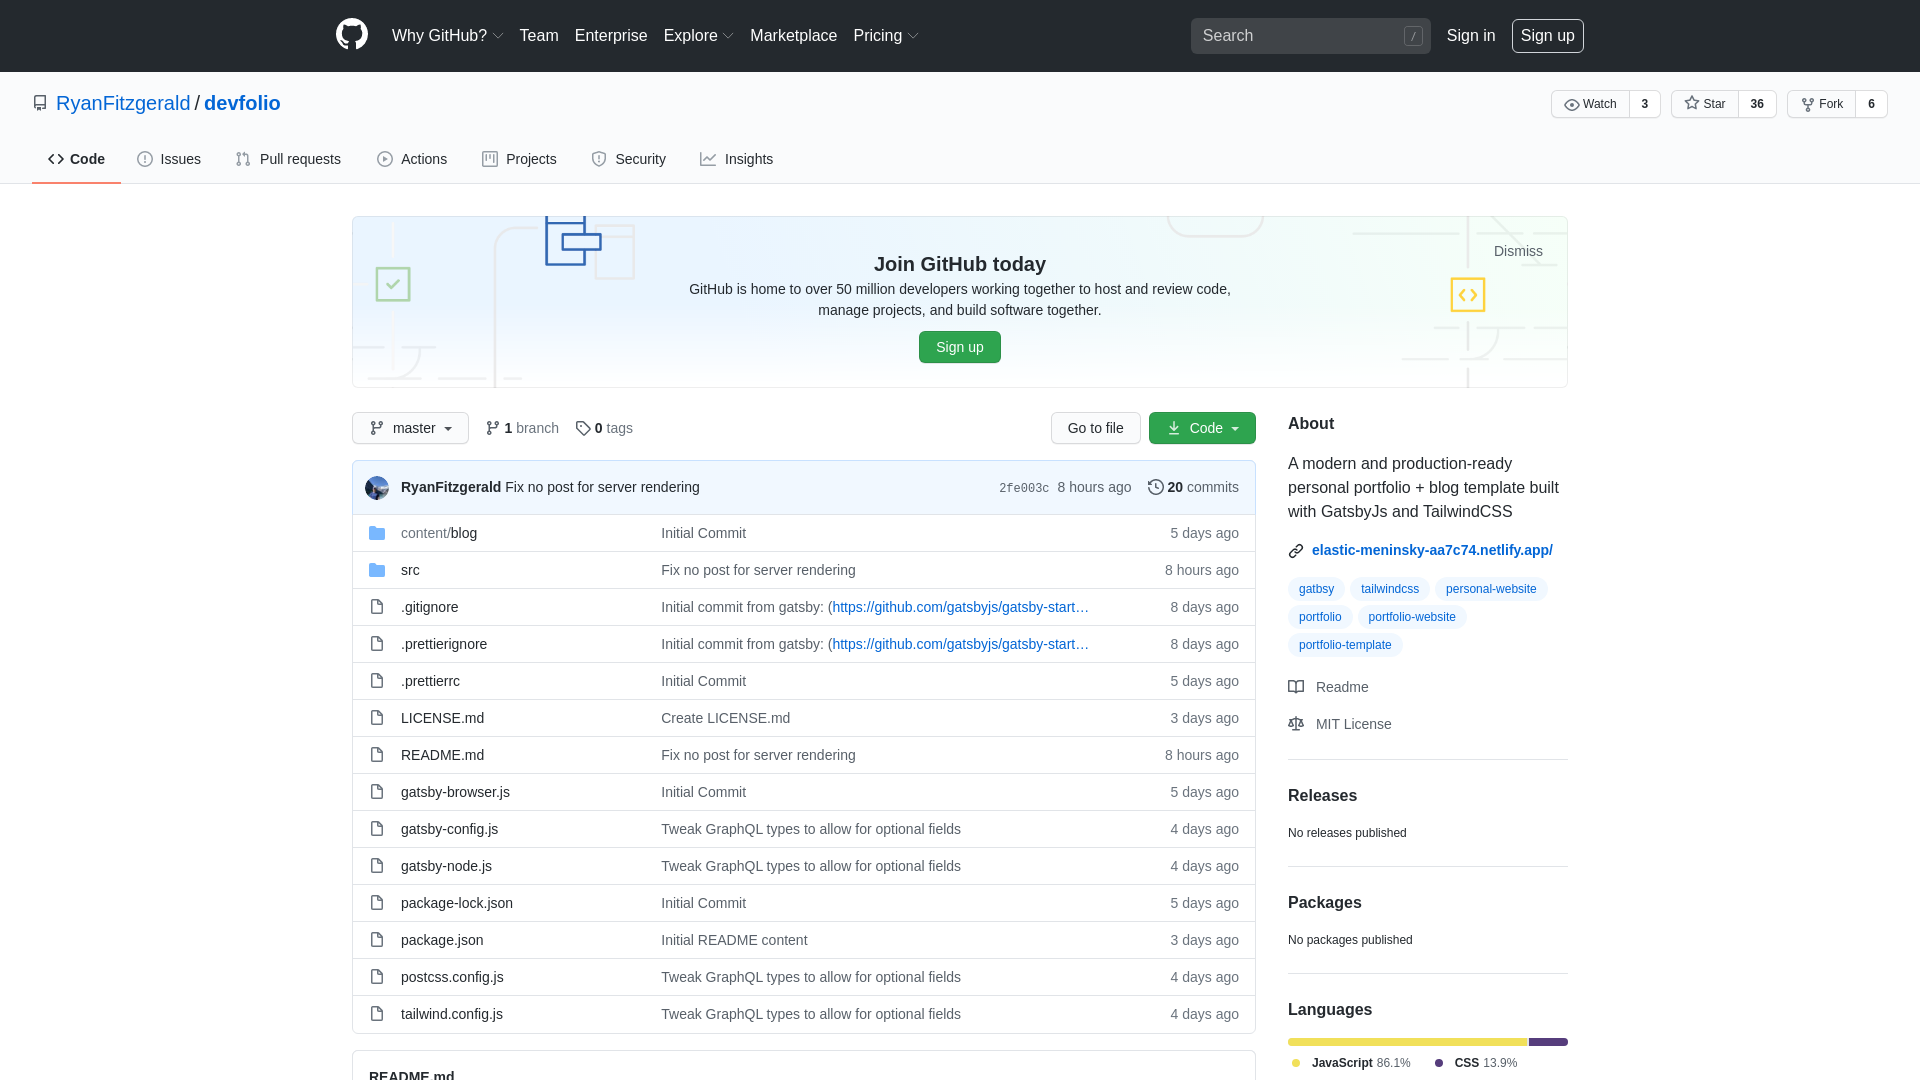 Why GitHub? Team Enterprise Explore Marketplace Pricing Search / Sign in Sign up
RyanFitzgerald / devfolio Watch 3 Star 36 Fork 6
Code Issues Pull requests Actions Projects Security Insights
Dismiss
Join GitHub today
GitHub is home to over 50 million developers working together to host and review code,
manage projects, and build software together.
Sign up
master 1 branch 0 tags Go to file Code
RyanFitzgerald Fix no post for server rendering 2fe003c 8 hours ago 20 commits
content/blog Initial Commit 5 days ago
src Fix no post for server rendering 8 hours ago
.gitignore Initial commit from gatsby: (https://github.com/gatsbyjs/gatsby-start… 8 days ago
.prettierignore Initial commit from gatsby: (https://github.com/gatsbyjs/gatsby-start… 8 days ago
.prettierrc Initial Commit 5 days ago
LICENSE.md Create LICENSE.md 3 days ago
README.md Fix no post for server rendering 8 hours ago
gatsby-browser.js Initial Commit 5 days ago
gatsby-config.js Tweak GraphQL types to allow for optional fields 4 days ago
gatsby-node.js Tweak GraphQL types to allow for optional fields 4 days ago
package-lock.json Initial Commit 5 days ago
package.json Initial README content 3 days ago
postcss.config.js Tweak GraphQL types to allow for optional fields 4 days ago
tailwind.config.js Tweak GraphQL types to allow for optional fields 4 days ago
README.md
About
A modern and production-ready
personal portfolio + blog template built
with GatsbyJs and TailwindCSS
elastic-meninsky-aa7c74.netlify.app/
gatbsy tailwindcss personal-website
portfolio portfolio-website
portfolio-template
Readme
MIT License
Releases
No releases published
Packages
No packages published
Languages
JavaScript 86.1% CSS 13.9%